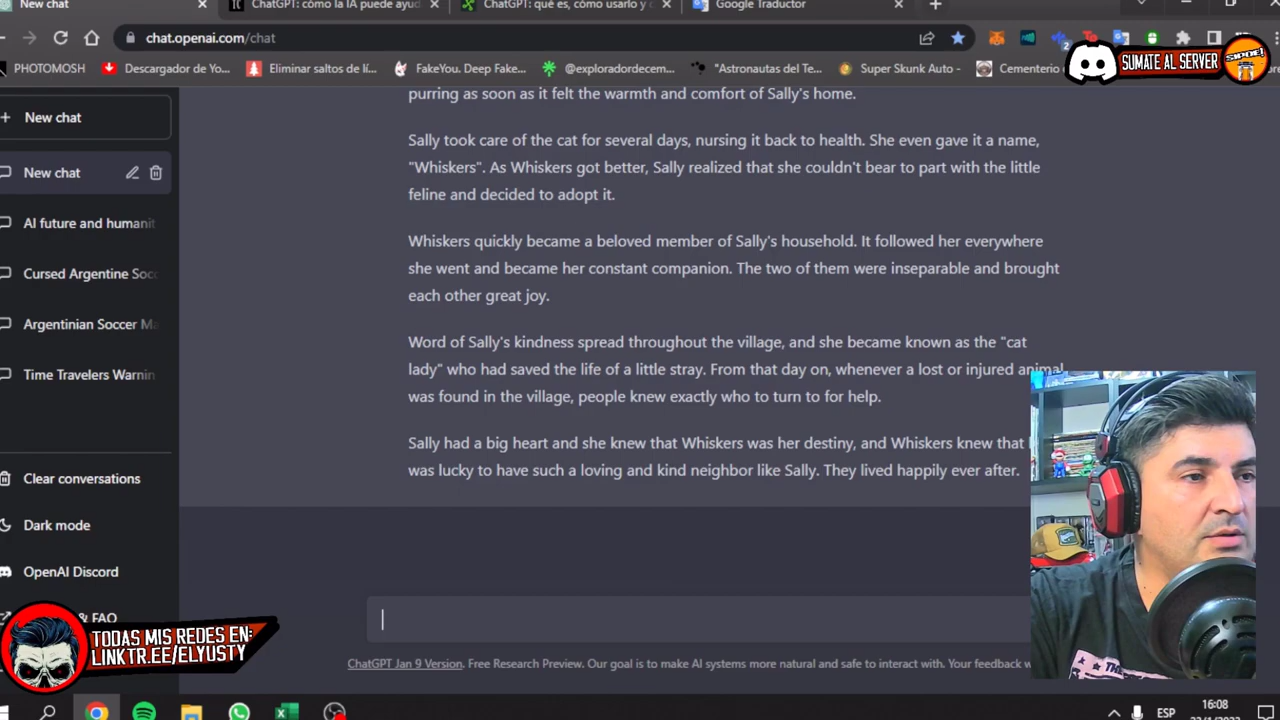 New chat
ChatGPT: cómo la IA puede ayud
ChatGPT: qué es, cómo usarlo y c
Google Traductor
chat.openai.com/chat
SUMATE AL SERVER
PHOTOMOSH
Descargador de Yo...
Eliminar saltos de lí...
FakeYou. Deep Fake...
@exploradordecem...
"Astronautas del Te...
Super Skunk Auto -...
Cementerio
New chat
New chat
AI future and humanit
Cursed Argentine Soc
Argentinian Soccer Ma
Time Travelers Warnin
Clear conversations
Dark mode
OpenAI Discord
& FAQ
purring as soon as it felt the warmth and comfort of Sally's home.
Sally took care of the cat for several days, nursing it back to health. She even gave it a name,
"Whiskers". As Whiskers got better, Sally realized that she couldn't bear to part with the little
feline and decided to adopt it.
Whiskers quickly became a beloved member of Sally's household. It followed her everywhere
she went and became her constant companion. The two of them were inseparable and brought
each other great joy.
Word of Sally's kindness spread throughout the village, and she became known as the "cat
lady" who had saved the life of a little stray. From that day on, whenever a lost or injured animal
was found in the village, people knew exactly who to turn to for help.
Sally had a big heart and she knew that Whiskers was her destiny, and Whiskers knew that
was lucky to have such a loving and kind neighbor like Sally. They lived happily ever after.
ChatGPT Jan 9 Version. Free Research Preview. Our goal is to make AI systems more natural and safe to interact with. Your feedback
TODAS MIS REDES EN:
LINKTR.EE/ELYUSTY
ESP
16:08